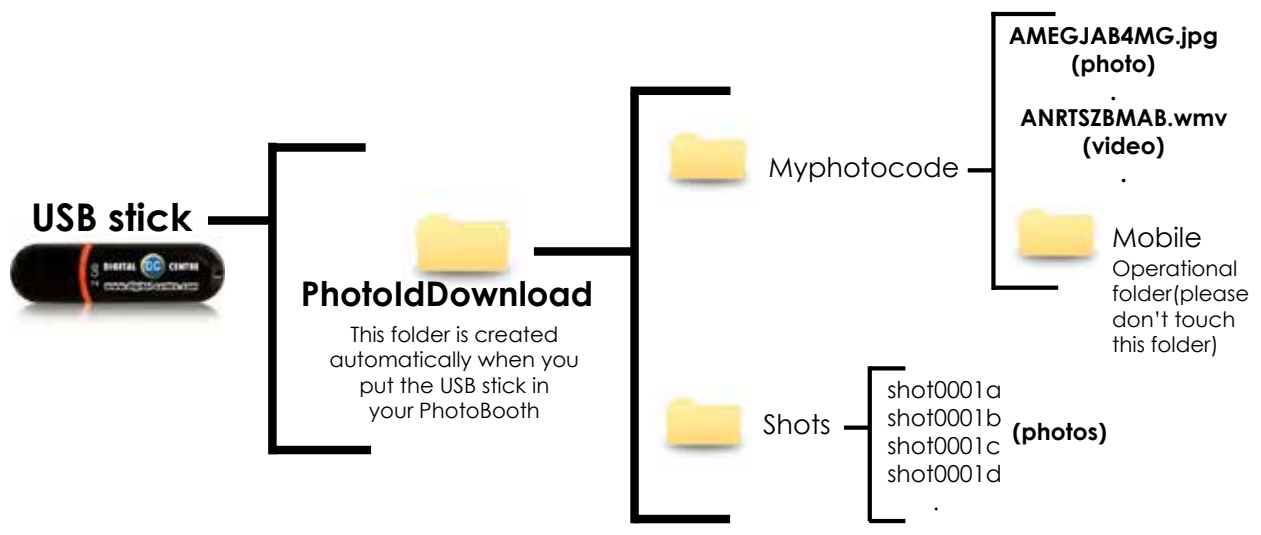 USB stick
DIGITAL DC CENTRE
PhotoIdDownload
This folder is created
automatically when you
put the USB stick in
your PhotoBooth
Myphotocode
AMEGJAB4MG.jpg
(photo)
.
ANRTSZBMAB.wmv
(video)
.
Mobile
Operational
folder(please
don't touch
this folder)
Shots
shot0001a
shot0001b
shot0001c
shot0001d
.
(photos)